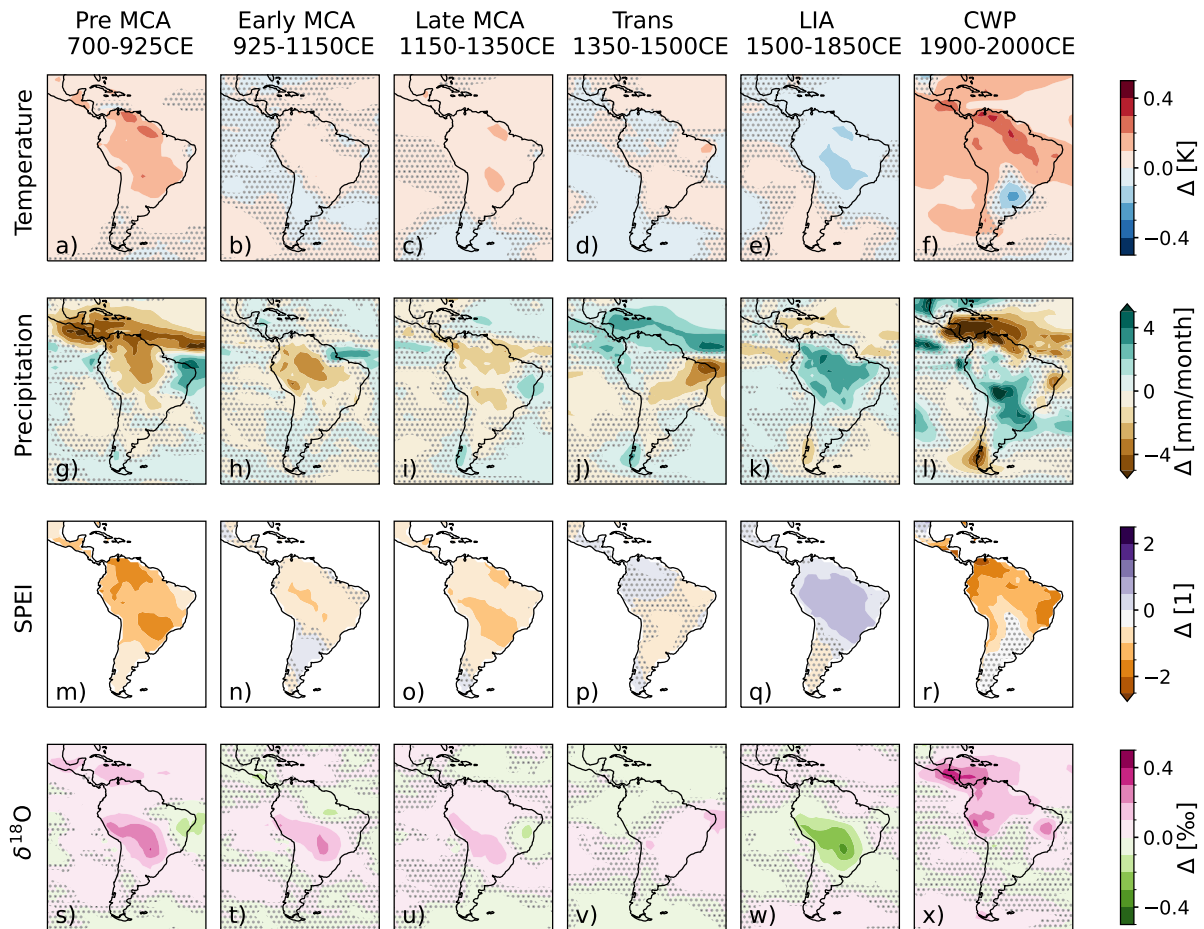 Pre MCA Early MCA Late MCA Trans LIA CWP
700-925CE 925-1150CE 1150-1350CE 1350-1500CE 1500-1850CE 1900-2000CE
Temperature
a) b) c) d) e) f)
0.4
0.0
−0.4
Δ [K]
Precipitation
g) h) i) j) k) l)
4
0
−4
Δ [mm/month]
SPEI
m) n) o) p) q) r)
2
0
−2
Δ [1]
δ¹⁸O
s) t) u) v) w) x)
0.4
0.0
−0.4
Δ [‰]